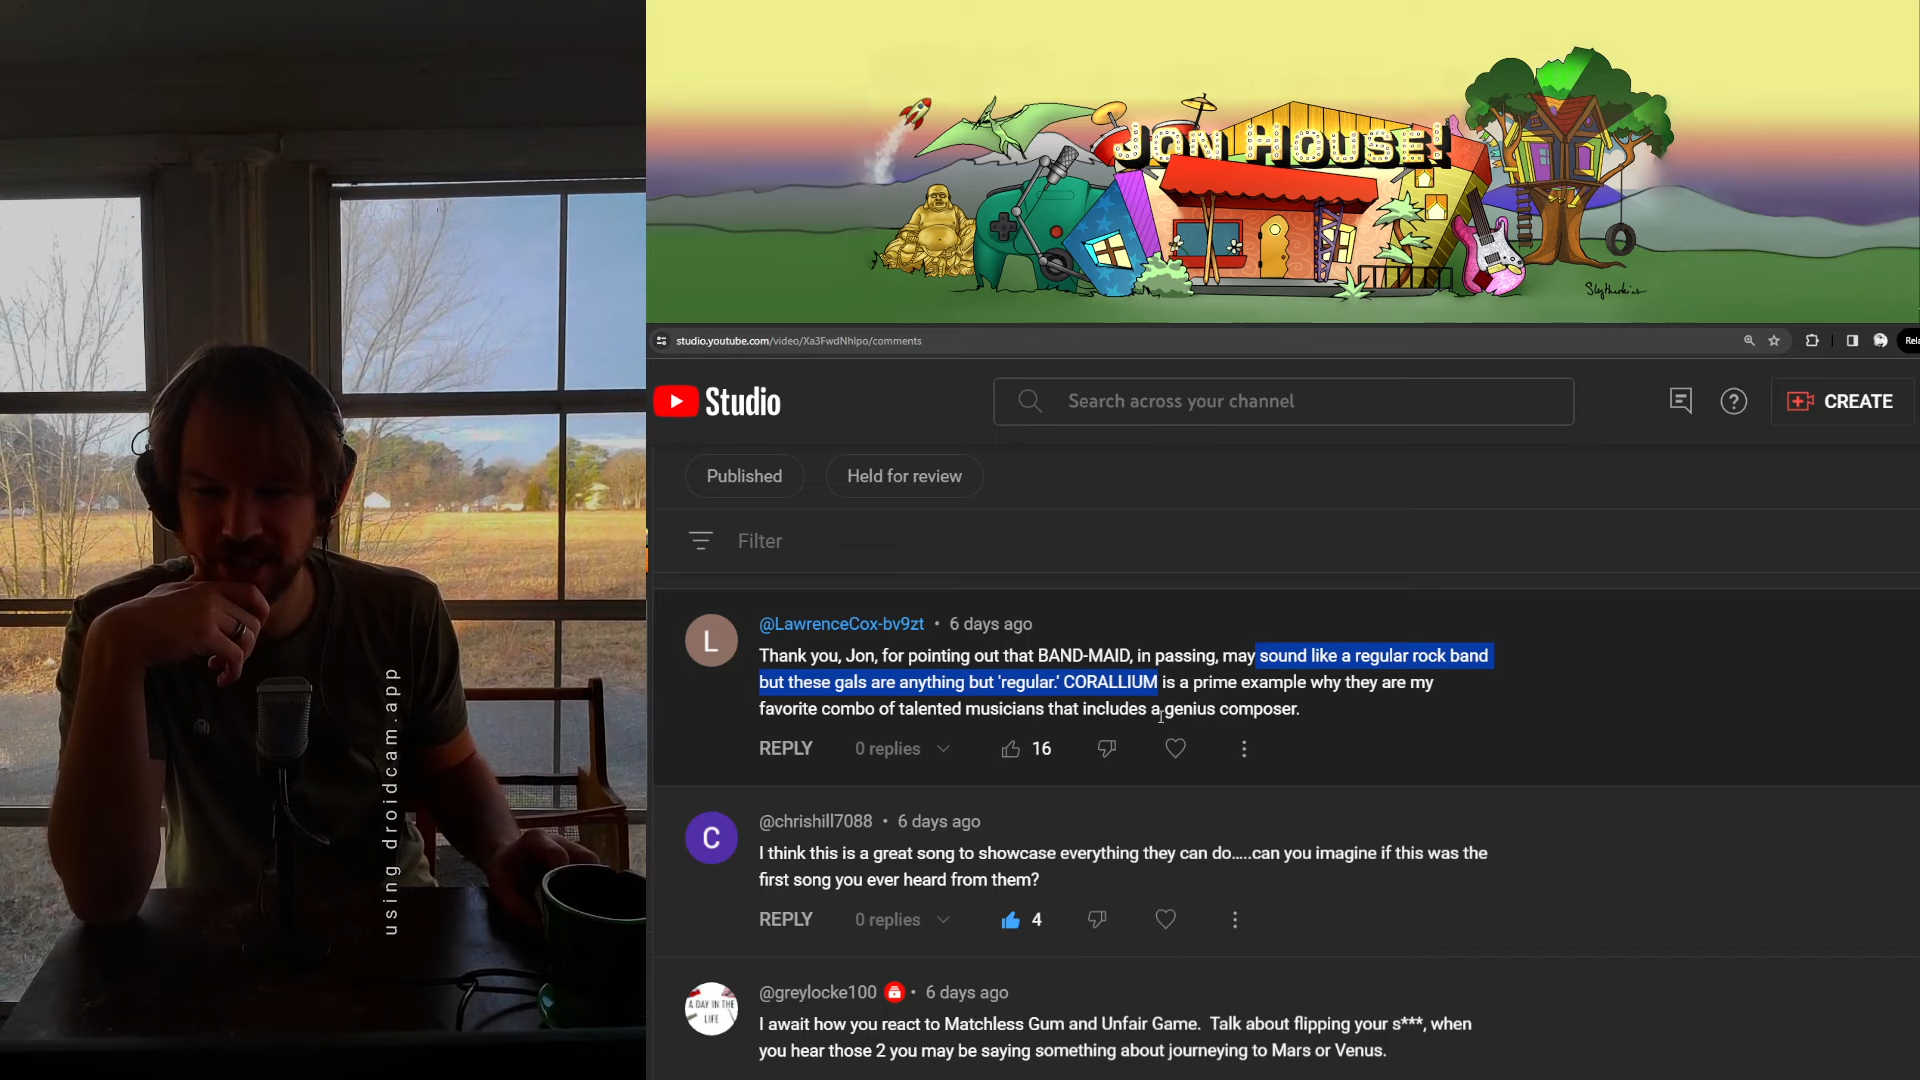 JON HOUSE!
Slytherkins
studio.youtube.com/video/Xa3FwdNhlpo/comments
Rela
Studio
Search across your channel
CREATE
Published
Held for review
Filter
L
@LawrenceCox-bv9zt • 6 days ago
Thank you, Jon, for pointing out that BAND-MAID, in passing, may sound like a regular rock band
but these gals are anything but 'regular.' CORALLIUM is a prime example why they are my
favorite combo of talented musicians that includes a genius composer.
REPLY 0 replies 16
C
@chrishill7088 • 6 days ago
I think this is a great song to showcase everything they can do.....can you imagine if this was the
first song you ever heard from them?
REPLY 0 replies 4
A DAY IN THE
LIFE
@greylocke100 • 6 days ago
I await how you react to Matchless Gum and Unfair Game. Talk about flipping your s***, when
you hear those 2 you may be saying something about journeying to Mars or Venus.
using droidcam.app